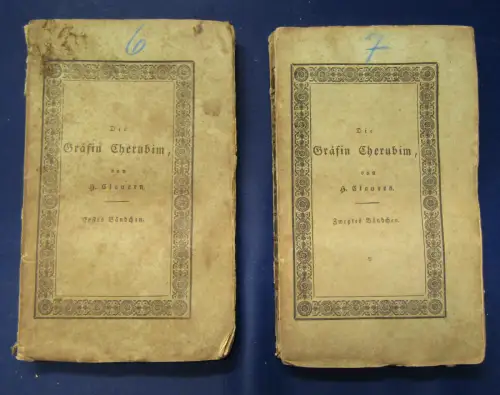 6
Die
Gräfin Cherubim,
von
H. Clauren.
Erstes Bändchen.
7
Die
Gräfin Cherubim,
von
H. Clauren.
Zweytes Bändchen.